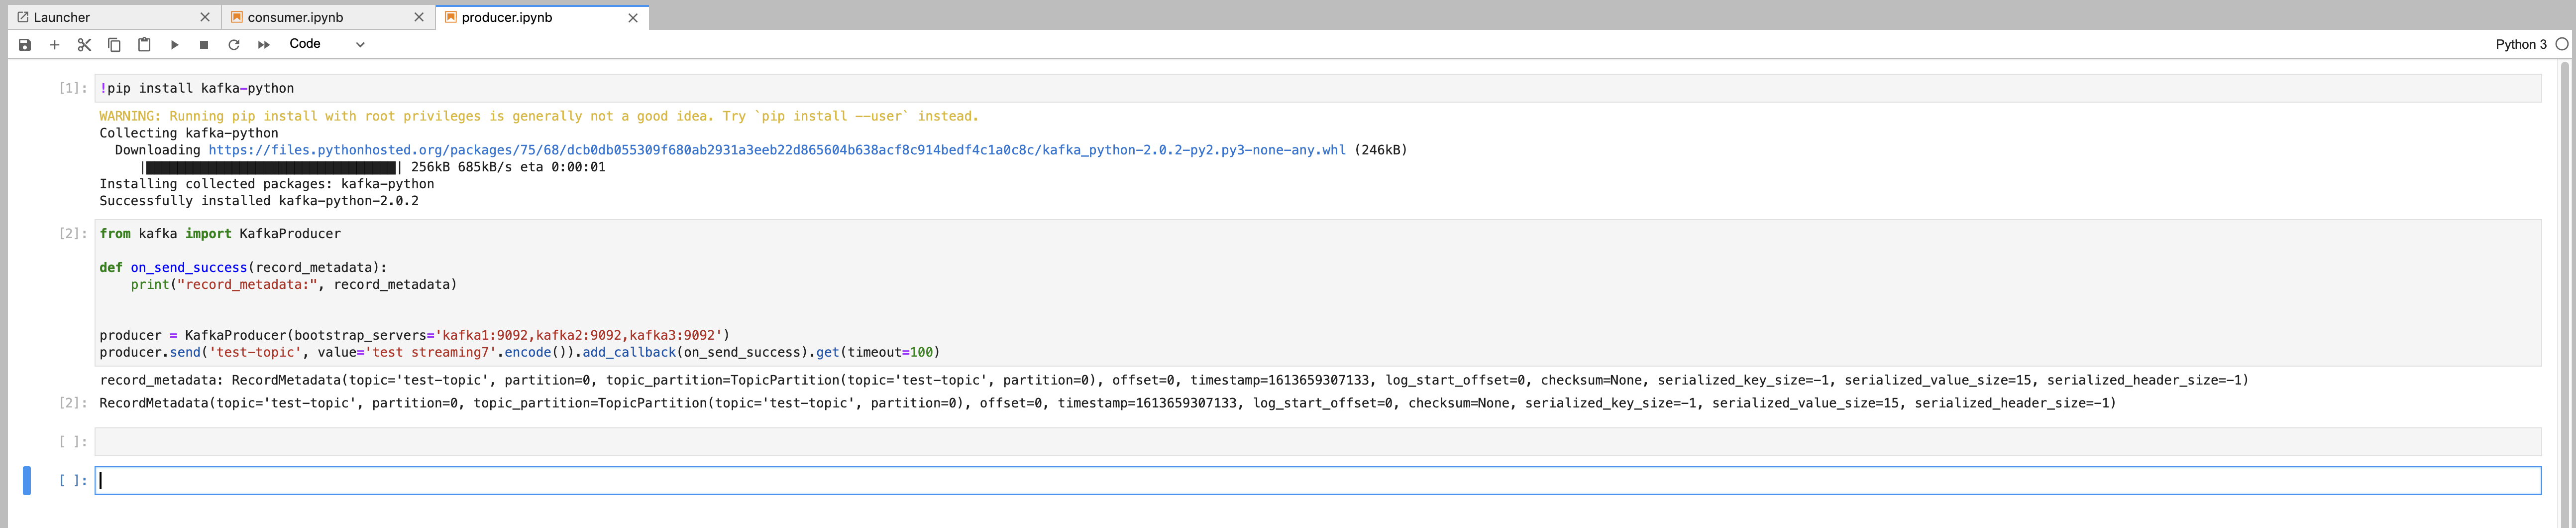 Launcher
consumer.ipynb
producer.ipynb
Code
Python 3
[1]: !pip install kafka-python
WARNING: Running pip install with root privileges is generally not a good idea. Try `pip install --user` instead.
Collecting kafka-python
  Downloading https://files.pythonhosted.org/packages/75/68/dcb0db055309f680ab2931a3eeb22d865604b638acf8c914bedf4c1a0c8c/kafka_python-2.0.2-py2.py3-none-any.whl (246kB)
     |████████████████████████████████| 256kB 685kB/s eta 0:00:01
Installing collected packages: kafka-python
Successfully installed kafka-python-2.0.2
[2]: from kafka import KafkaProducer
def on_send_success(record_metadata):
    print("record_metadata:", record_metadata)
producer = KafkaProducer(bootstrap_servers='kafka1:9092,kafka2:9092,kafka3:9092')
producer.send('test-topic', value='test streaming7'.encode()).add_callback(on_send_success).get(timeout=100)
record_metadata: RecordMetadata(topic='test-topic', partition=0, topic_partition=TopicPartition(topic='test-topic', partition=0), offset=0, timestamp=1613659307133, log_start_offset=0, checksum=None, serialized_key_size=-1, serialized_value_size=15, serialized_header_size=-1)
[2]: RecordMetadata(topic='test-topic', partition=0, topic_partition=TopicPartition(topic='test-topic', partition=0), offset=0, timestamp=1613659307133, log_start_offset=0, checksum=None, serialized_key_size=-1, serialized_value_size=15, serialized_header_size=-1)
[ ]:
[ ]: